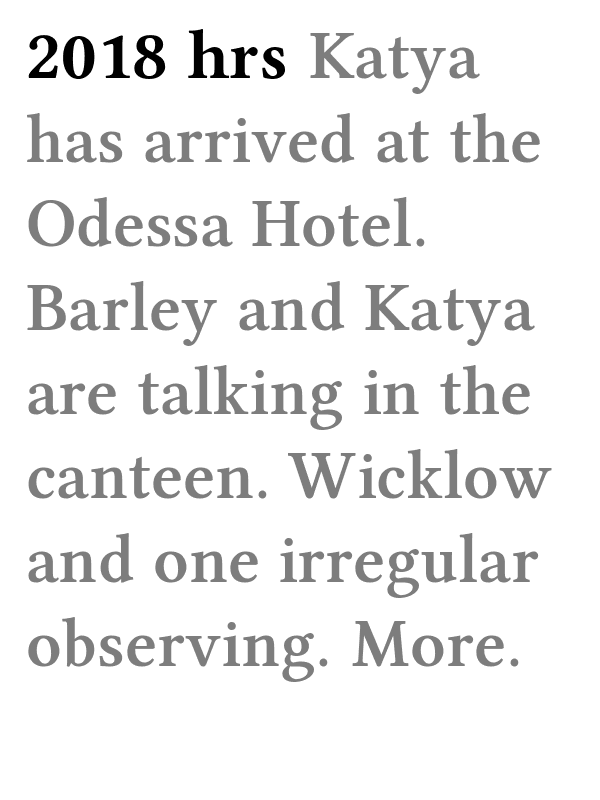 2018 hrs Katya
has arrived at the
Odessa Hotel.
Barley and Katya
are talking in the
canteen. Wicklow
and one irregular
observing. More.